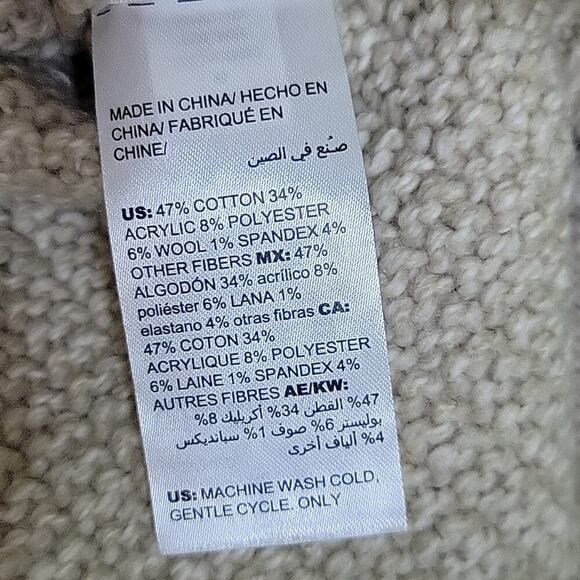 MADE IN CHINA/ HECHO EN
CHINA/ FABRIQUÉ EN
CHINE/
صُنع في الصين
US: 47% COTTON 34%
ACRYLIC 8% POLYESTER
6% WOOL 1% SPANDEX 4%
OTHER FIBERS MX: 47%
ALGODÓN 34% acrílico 8%
poliéster 6% LANA 1%
elastano 4% otras fibras CA:
47% COTON 34%
ACRYLIQUE 8% POLYESTER
6% LAINE 1% SPANDEX 4%
AUTRES FIBRES AE/KW:
47% القطن 34% أكريليك 8%
بوليستر 6% صوف 1% سبانديكس
4% ألياف أخرى
US: MACHINE WASH COLD,
GENTLE CYCLE. ONLY